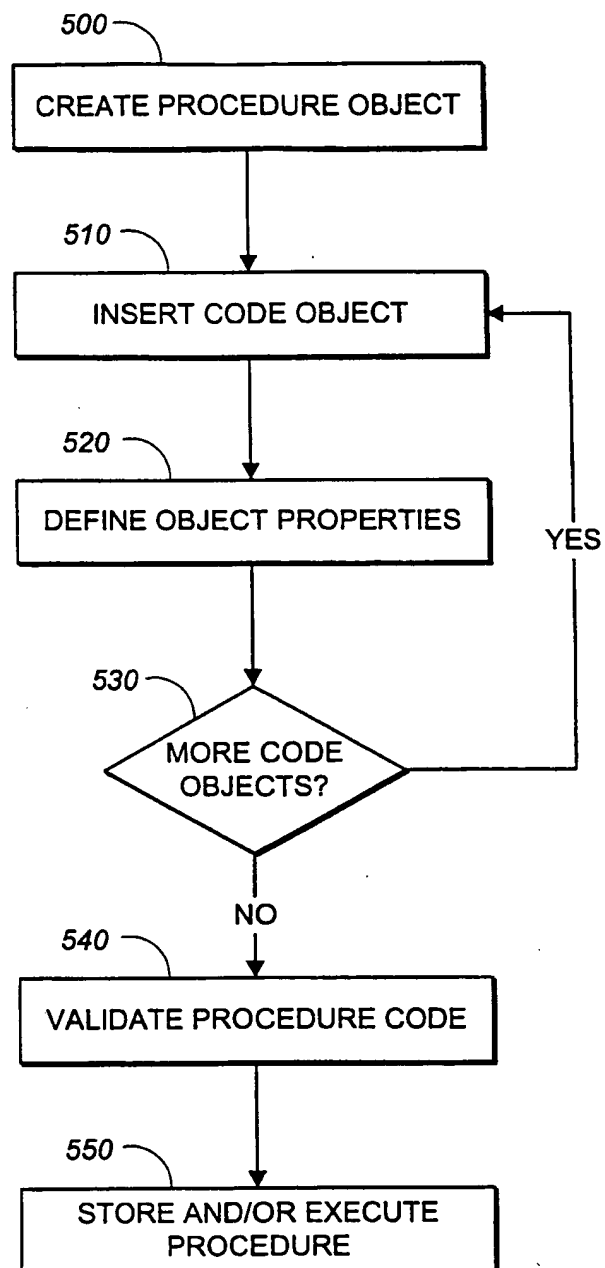 500
CREATE PROCEDURE OBJECT
510
INSERT CODE OBJECT
520
DEFINE OBJECT PROPERTIES
YES
530
MORE CODE
OBJECTS?
NO
540
VALIDATE PROCEDURE CODE
550
STORE AND/OR EXECUTE
PROCEDURE